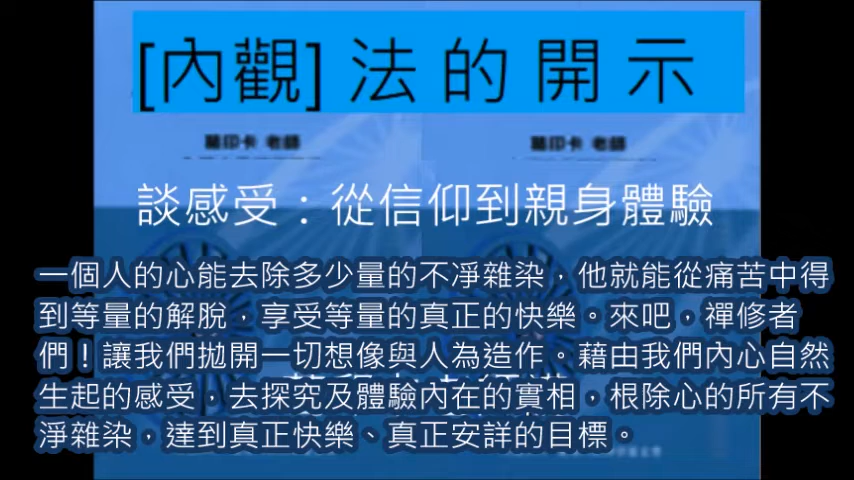 [內觀] 法的開示
葛印卡 老師 葛印卡 老師
談感受：從信仰到親身體驗
一個人的心能去除多少量的不淨雜染，他就能從痛苦中得
到等量的解脫，享受等量的真正的快樂。來吧，禪修者
們！讓我們拋開一切想像與人為造作。藉由我們內心自然
生起的感受，去探究及體驗內在的實相，根除心的所有不
淨雜染，達到真正快樂、真正安詳的目標。